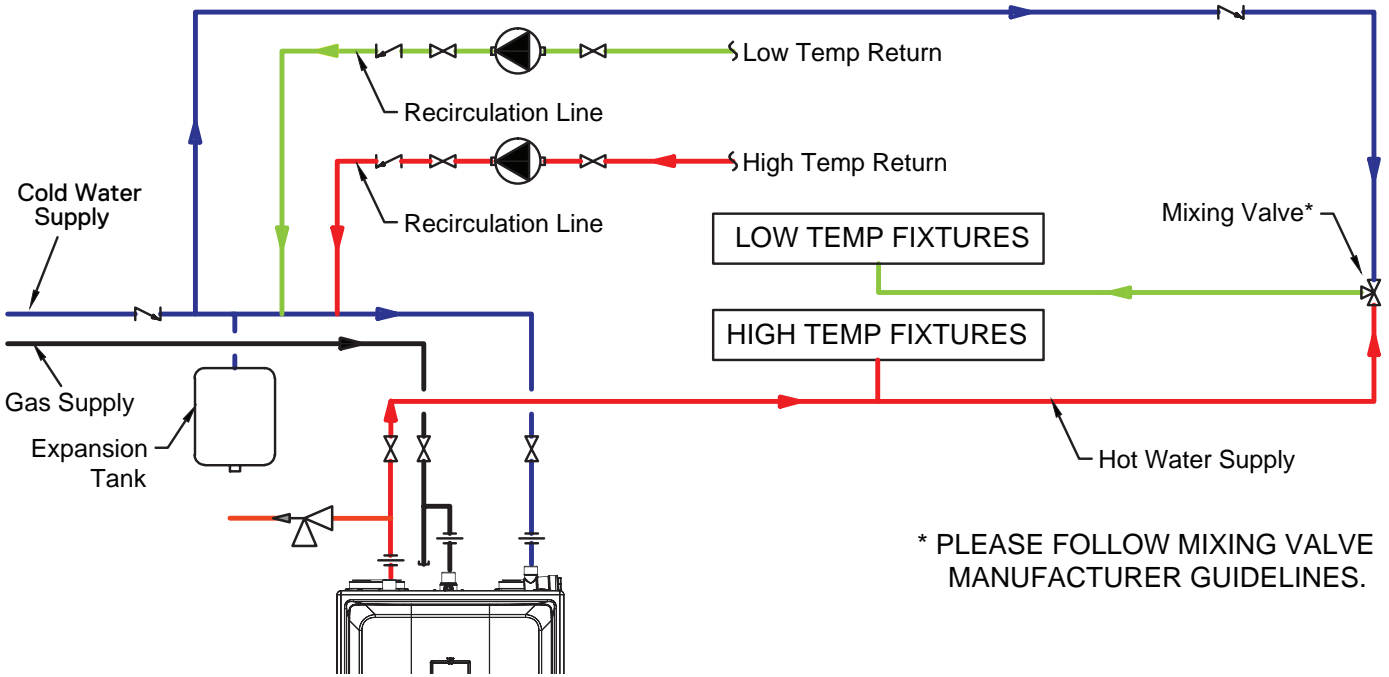 Low Temp Return
Recirculation Line
High Temp Return
Recirculation Line
Cold Water
Supply
Mixing Valve*
LOW TEMP FIXTURES
HIGH TEMP FIXTURES
Gas Supply
Expansion
Tank
Hot Water Supply
* PLEASE FOLLOW MIXING VALVE
MANUFACTURER GUIDELINES.